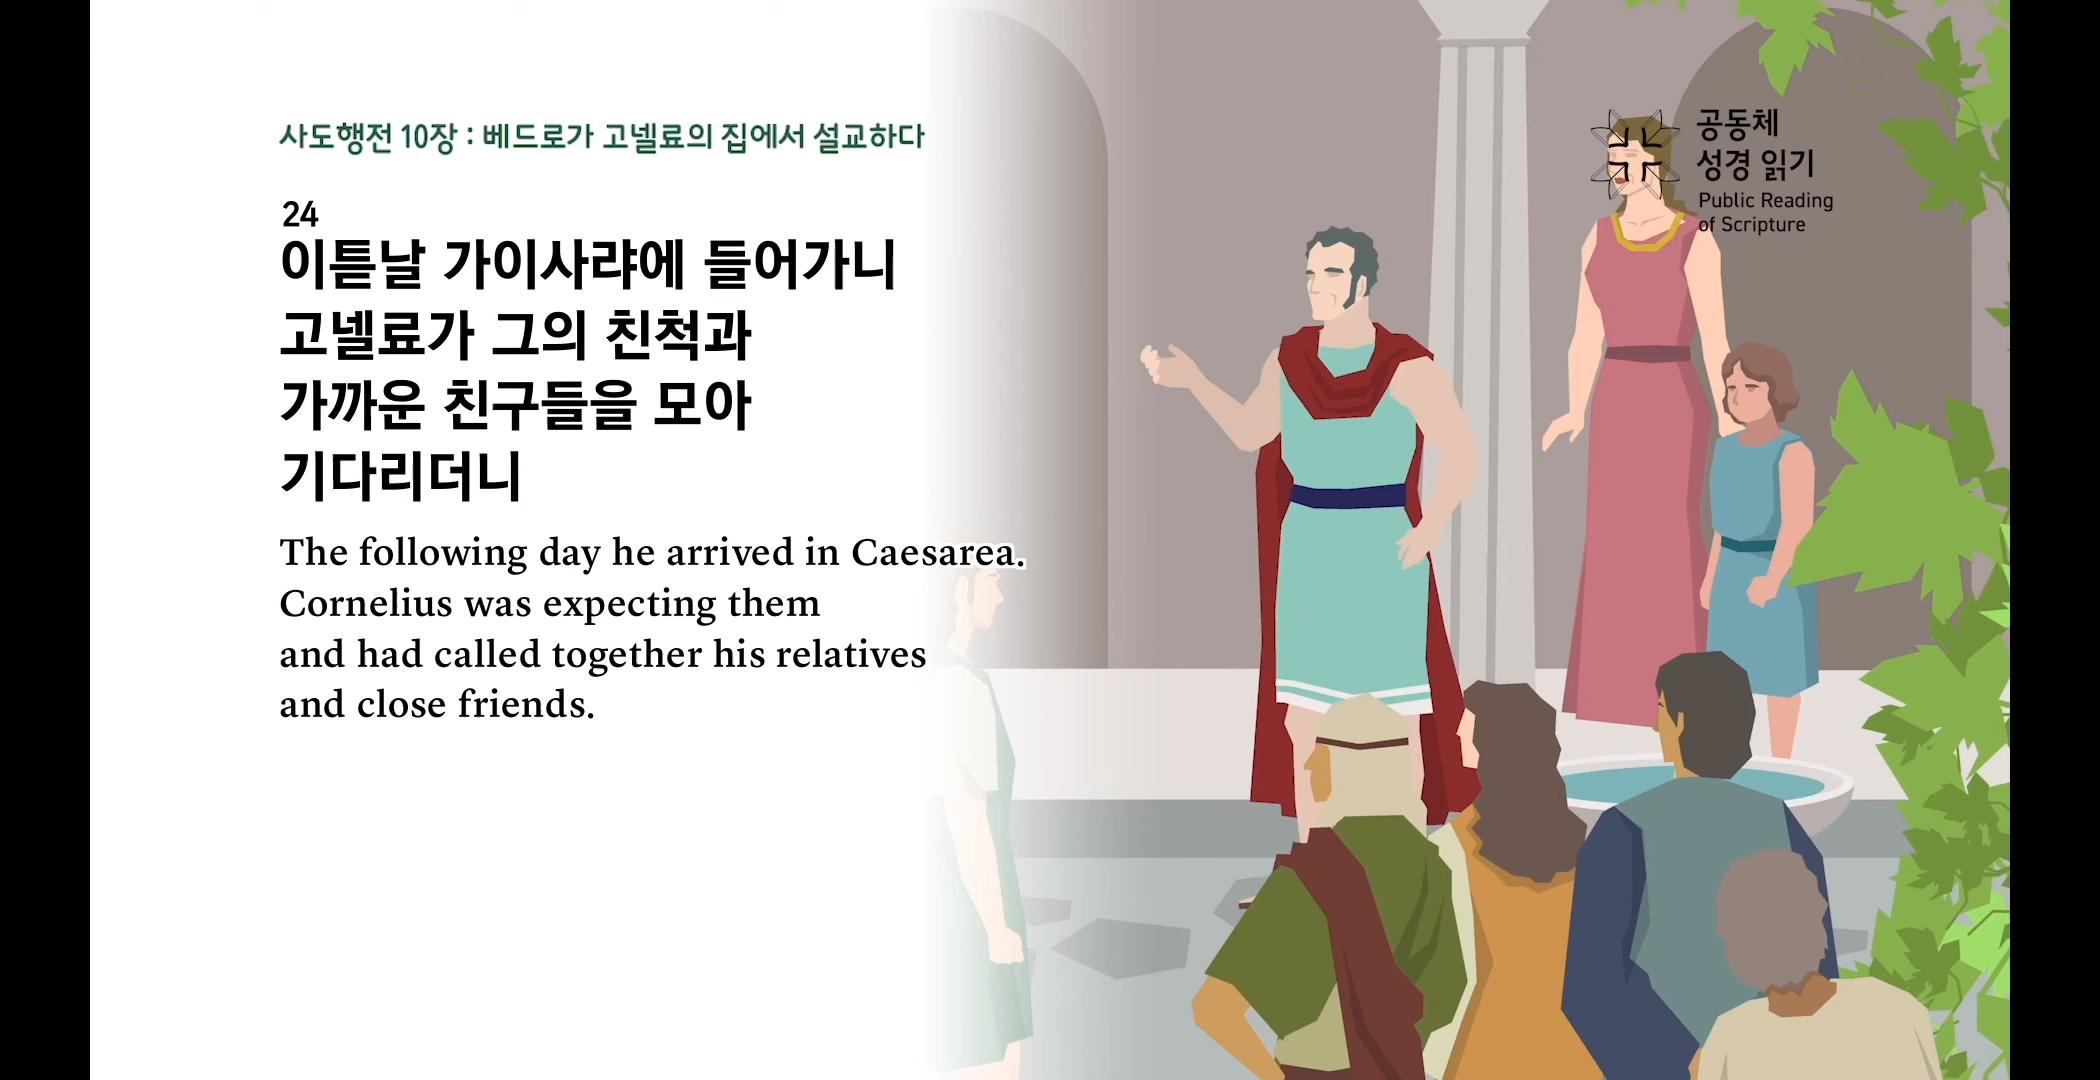 사도행전 10장 : 베드로가 고넬료의 집에서 설교하다
24
이튿날 가이사랴에 들어가니
고넬료가 그의 친척과
가까운 친구들을 모아
기다리더니
The following day he arrived in Caesarea.
Cornelius was expecting them
and had called together his relatives
and close friends.
공동체
성경 읽기
Public Reading
of Scripture